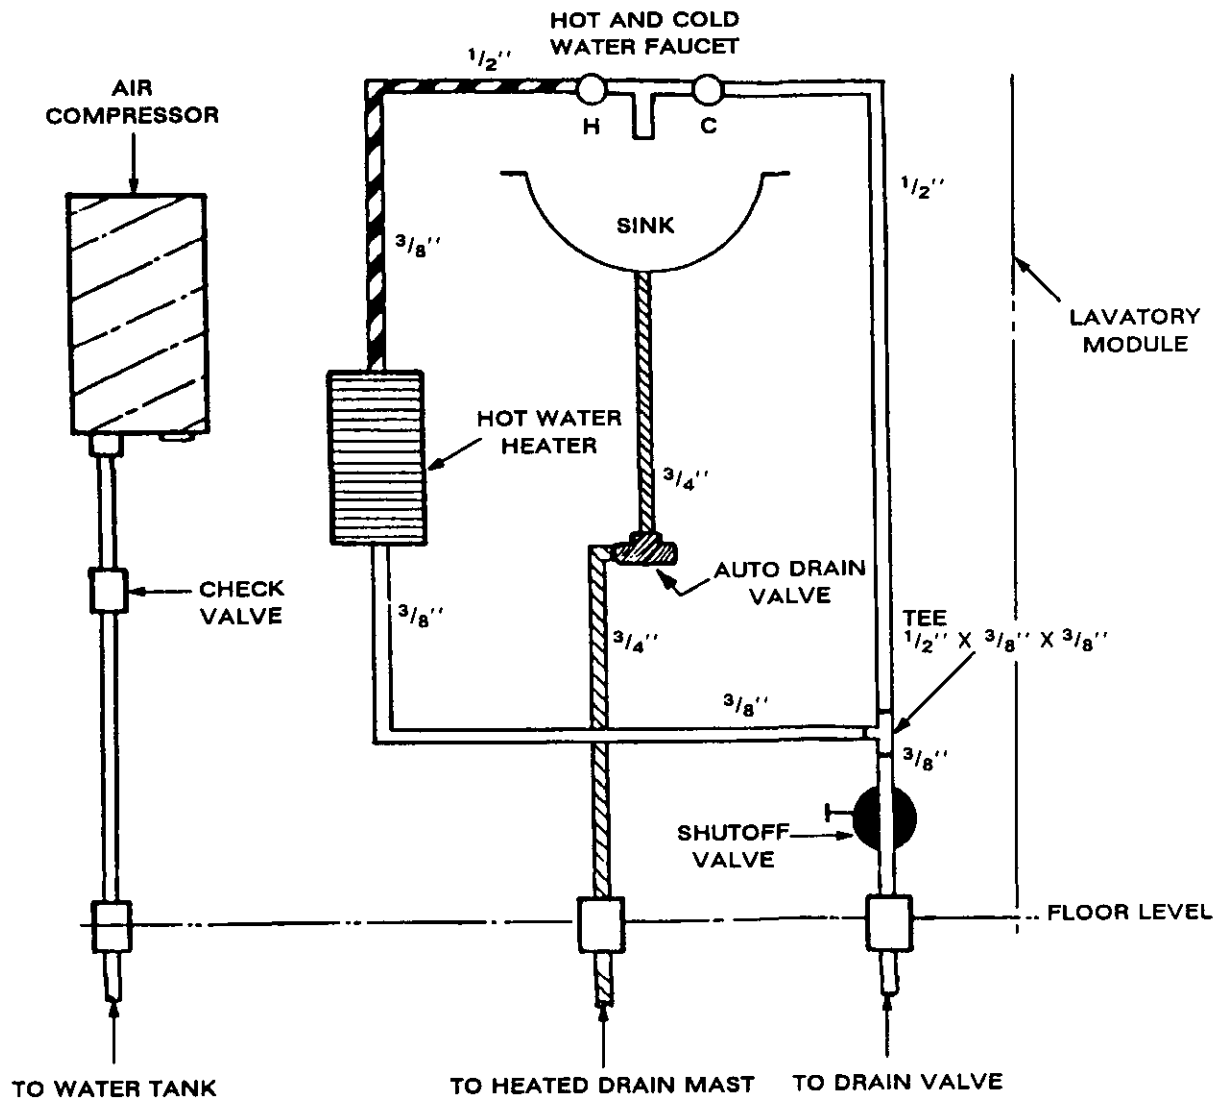 HOT AND COLD
WATER FAUCET
1/2''
AIR
COMPRESSOR
H
C
1/2''
SINK
3/8''
LAVATORY
MODULE
HOT WATER
HEATER
3/4''
AUTO DRAIN
VALVE
CHECK
VALVE
3/8''
3/4''
TEE
1/2'' X 3/8'' X 3/8''
3/8''
3/8''
SHUTOFF
VALVE
FLOOR LEVEL
TO WATER TANK
TO HEATED DRAIN MAST
TO DRAIN VALVE